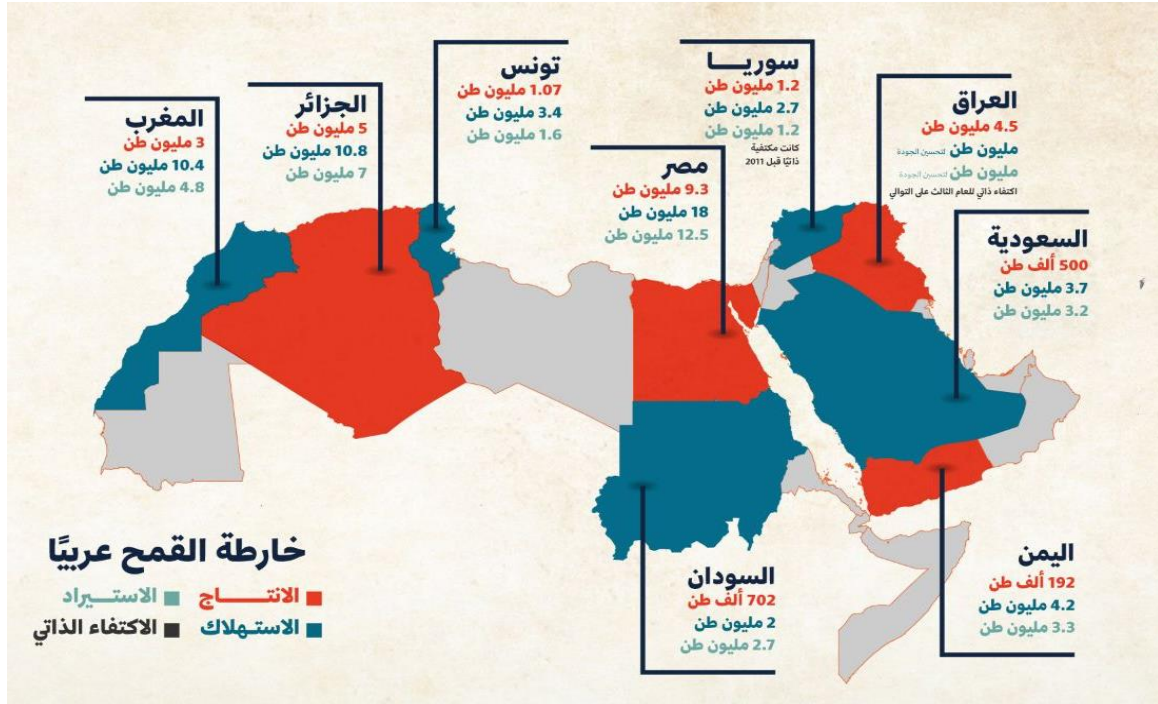 تونس
1.07 مليون طن
3.4 مليون طن
1.6 مليون طن
سوريـــا
1.2 مليون طن
2.7 مليون طن
1.2 مليون طن
كانت مكتفية
ذاتيًا قبل 2011
العراق
4.5 مليون طن
مليون طن لتحسين الجودة
مليون طن لتحسين الجودة
اكتفاء ذاتي للعام الثالث على التوالي
الجزائر
5 مليون طن
10.8 مليون طن
7 مليون طن
المغرب
3 مليون طن
10.4 مليون طن
4.8 مليون طن
مصر
9.3 مليون طن
18 مليون طن
12.5 مليون طن
السعودية
500 ألف طن
3.7 مليون طن
3.2 مليون طن
اليمن
192 ألف طن
4.2 مليون طن
3.3 مليون طن
السودان
702 ألف طن
2 مليون طن
2.7 مليون طن
خارطة القمح عربيًا
الانتـــــاج
الاستـــيراد
الاستـهلاك
الاكتفاء الذاتي